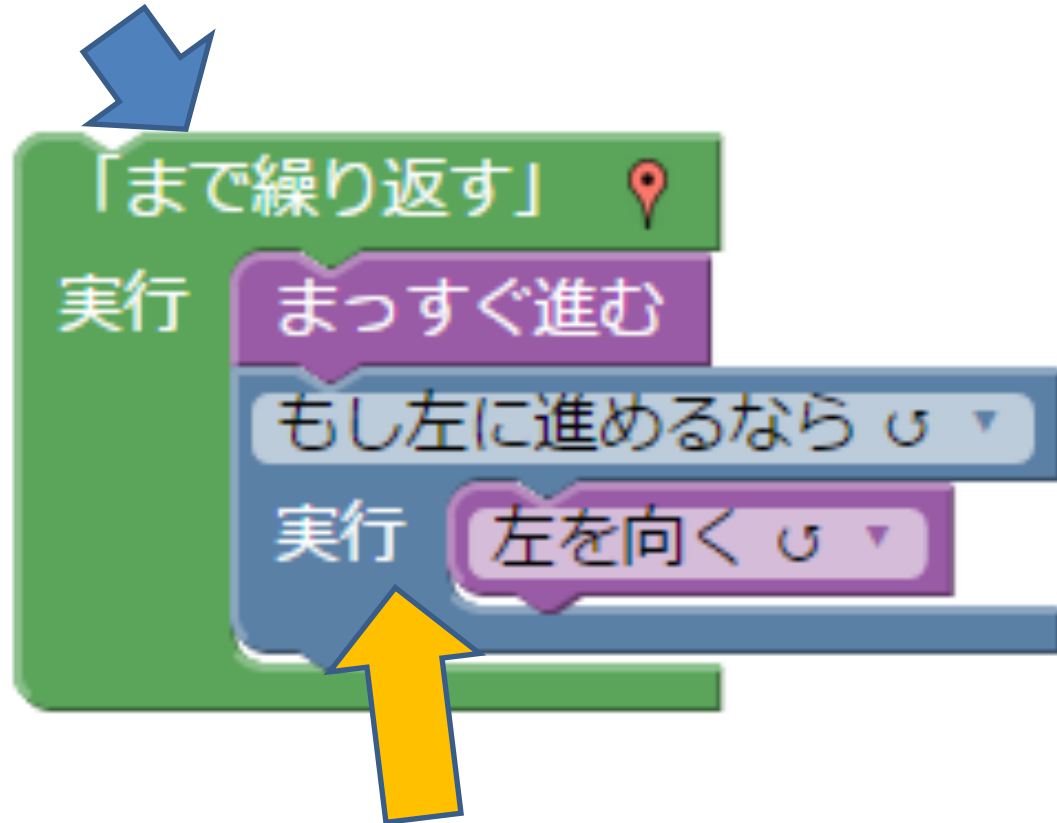 「まで繰り返す」
実行 まっすぐ進む
もし左に進めるなら ↺ ▼
実行 左を向く ↺ ▼